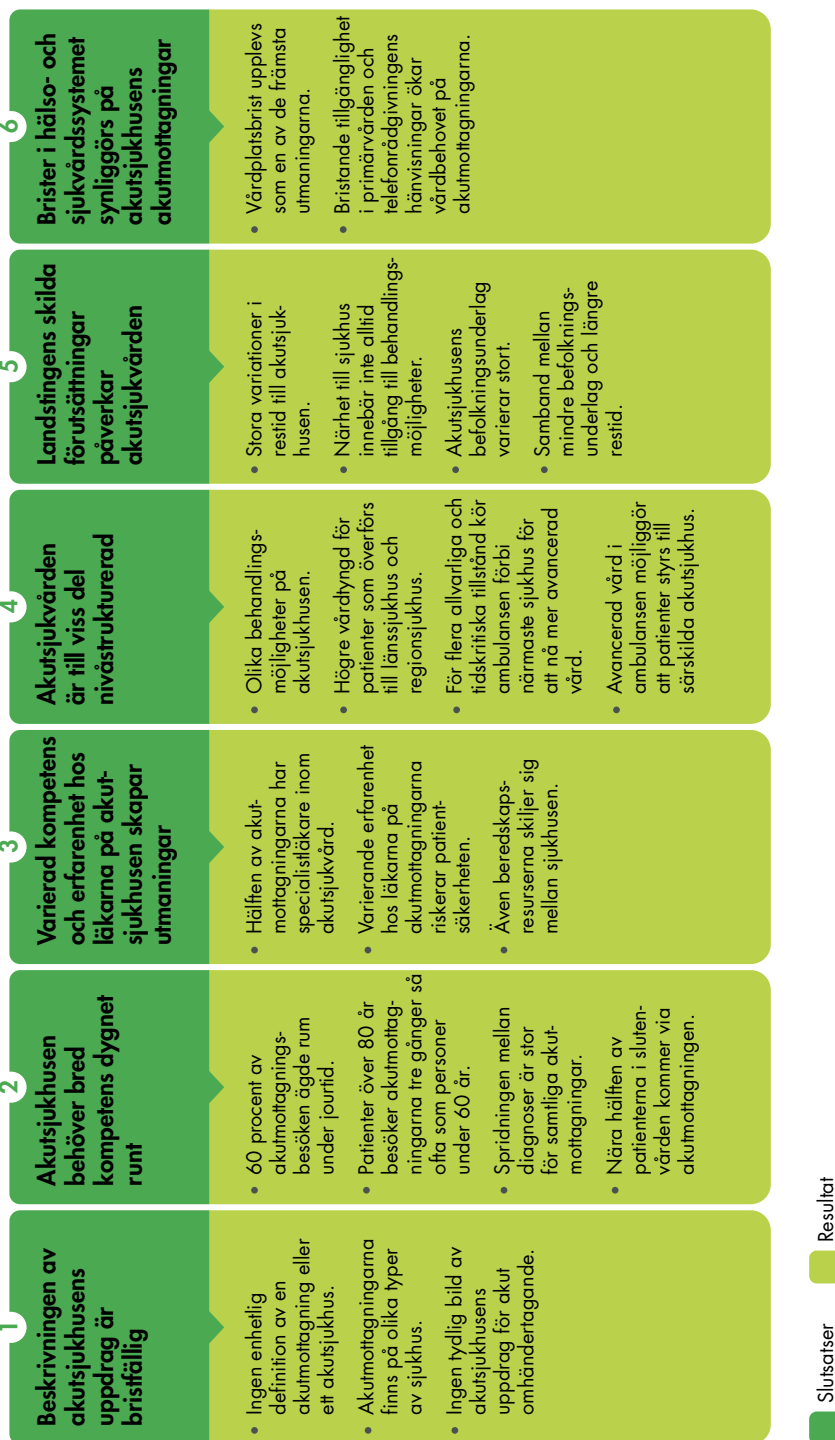 1
Beskrivningen av
akutsjukhusens
uppdrag är
bristfällig
• Ingen enhetlig
definition av en
akutmottagning eller
ett akutsjukhus.
• Akutmottagningarna
finns på olika typer
av sjukhus.
• Ingen tydlig bild av
akutsjukhusens
uppdrag för akut
omhändertagande.
2
Akutsjukhusen
behöver bred
kompetens dygnet
runt
• 60 procent av
akutmottagnings-
besöken ägde rum
under jourtid.
• Patienter över 80 år
besöker akutmottag-
ningarna tre gånger så
ofta som personer
under 60 år.
• Spridningen mellan
diagnoser är stor
för samtliga akut-
mottagningar.
• Nära hälften av
patienterna i sluten-
vården kommer via
akutmottagningen.
3
Varierad kompetens
och erfarenhet hos
läkarna på akut-
sjukhusen skapar
utmaningar
• Hälften av akut-
mottagningarna har
specialistläkare inom
akutsjukvård.
• Varierande erfarenhet
hos läkarna på
akutmottagningarna
riskerar patient-
säkerheten.
• Även beredskaps-
resurserna skiljer sig
mellan sjukhusen.
4
Akutsjukvården
är till viss del
nivåstrukturerad
• Olika behandlings-
möjligheter på
akutsjukhusen.
• Högre vårdtyngd för
patienter som överförs
till länssjukhus och
regionsjukhus.
• För flera allvarliga och
tidskritiska tillstånd kör
ambulansen förbi
närmaste sjukhus för
att nå mer avancerad
vård.
• Avancerad vård i
ambulansen möjliggör
att patienter styrs till
särskilda akutsjukhus.
5
Landstingens skilda
förutsättningar
påverkar
akutsjukvården
• Stora variationer i
restid till akutsjuk-
husen.
• Närhet till sjukhus
innebär inte alltid
tillgång till behandlings-
möjligheter.
• Akutsjukhusens
befolkningsunderlag
varierar stort.
• Samband mellan
mindre befolknings-
underlag och längre
restid.
6
Brister i hälso- och
sjukvårdssystemet
synliggörs på
akutsjukhusens
akutmottagningar
• Vårdplatsbrist upplevs
som en av de främsta
utmaningarna.
• Bristande tillgänglighet
i primärvården och
telefonrådgivningens
hänvisningar ökar
vårdbehovet på
akutmottagningarna.
Slutsatser
Resultat